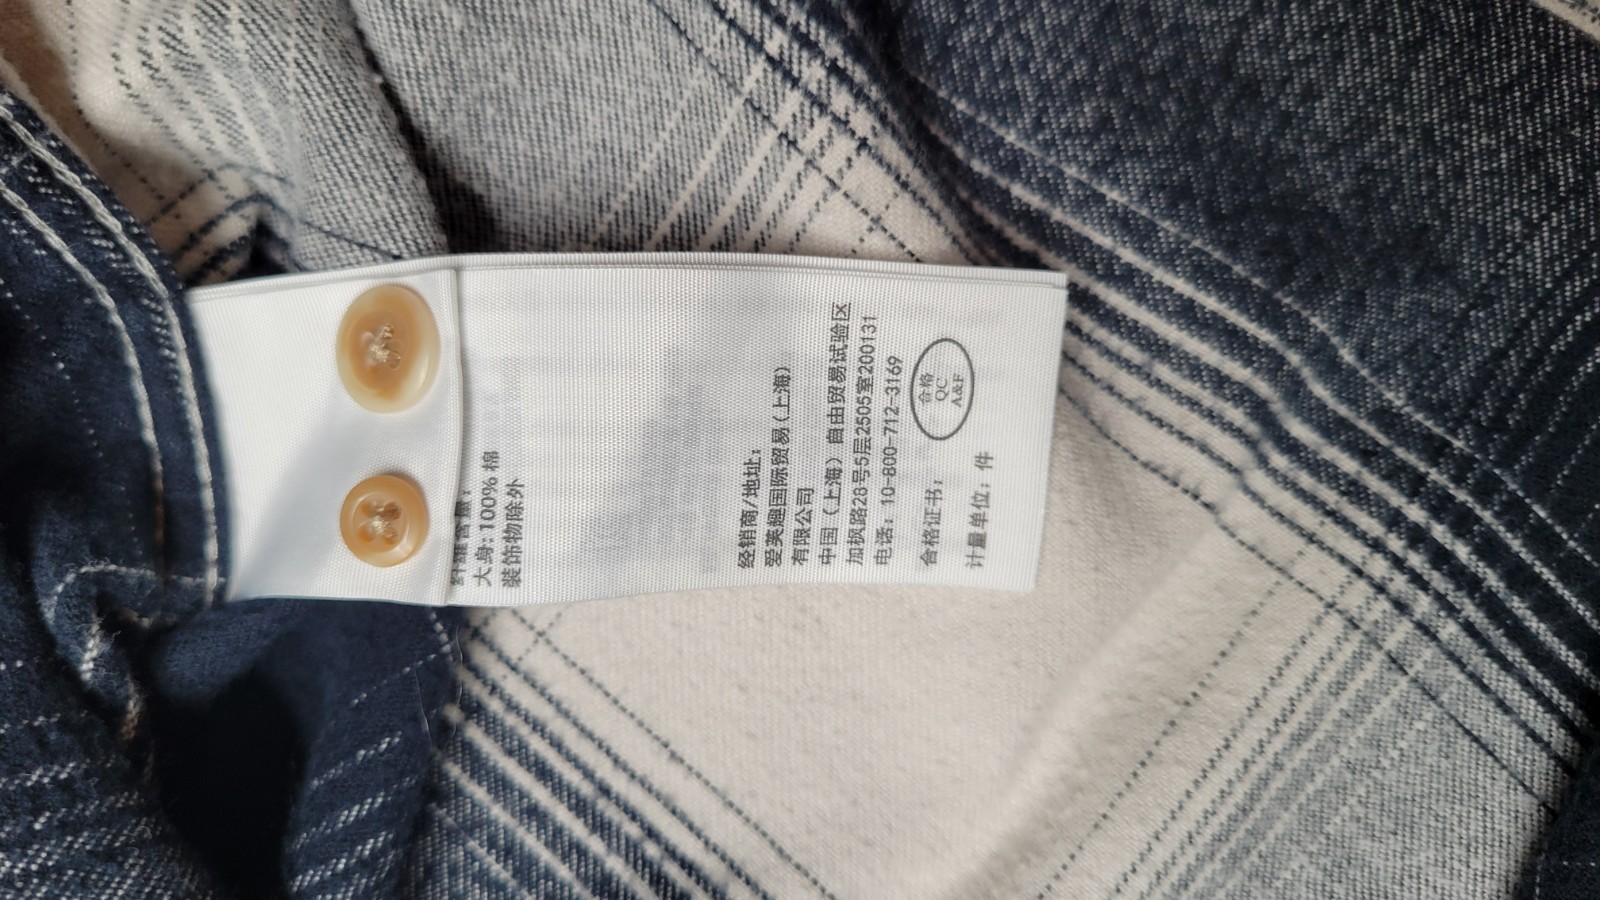 纤维含量：
大身：100% 棉
装饰物除外
经销商/地址：
爱芙趣国际贸易（上海）
有限公司
中国（上海）自由贸易试验区
加枫路28号5层2505室200131
电话：10-800-712-3169
合格证书：
合格
QC
A&F
计量单位：件